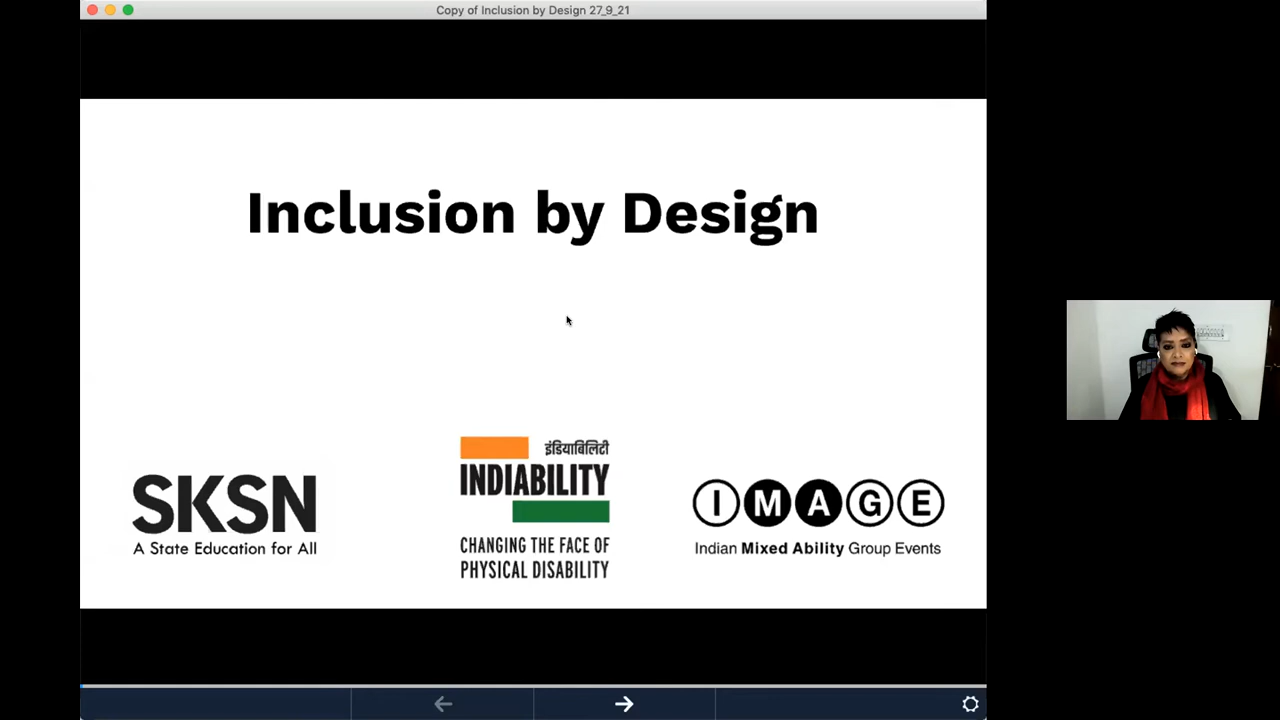 Copy of Inclusion by Design 27_9_21
Inclusion by Design
SKSN
A State Education for All
इंडियाबिलिटी
INDIABILITY
CHANGING THE FACE OF
PHYSICAL DISABILITY
IMAGE
Indian Mixed Ability Group Events